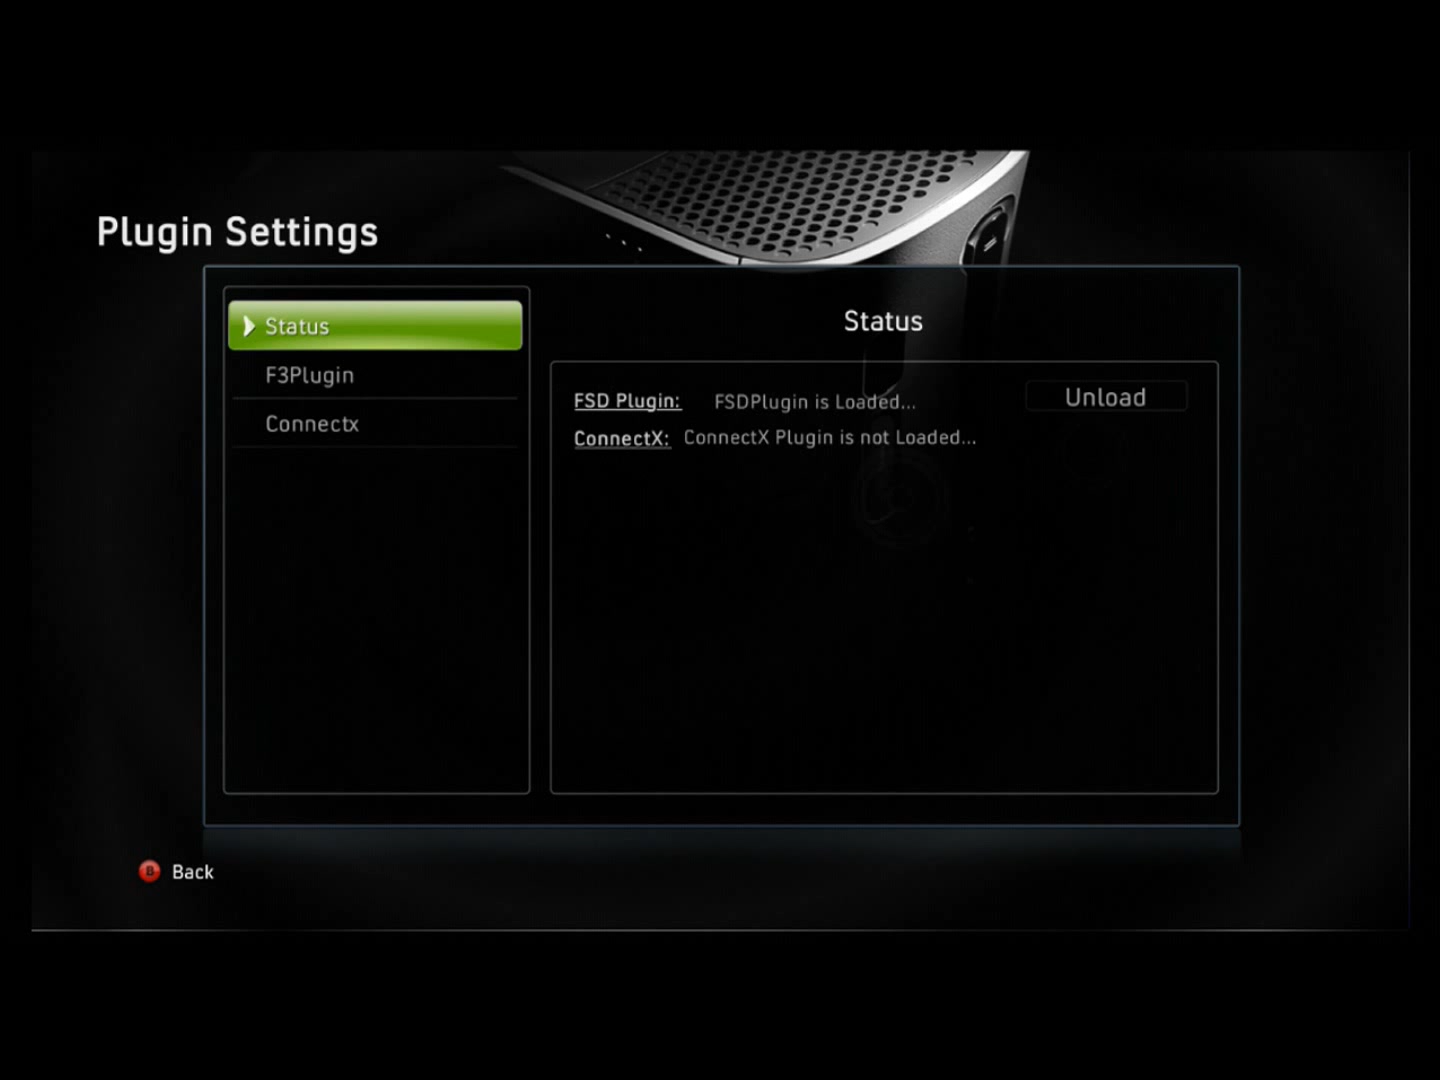 Plugin Settings
Status
F3Plugin
Connectx
Status
FSD Plugin: FSDPlugin is Loaded... Unload
ConnectX: ConnectX Plugin is not Loaded...
B Back